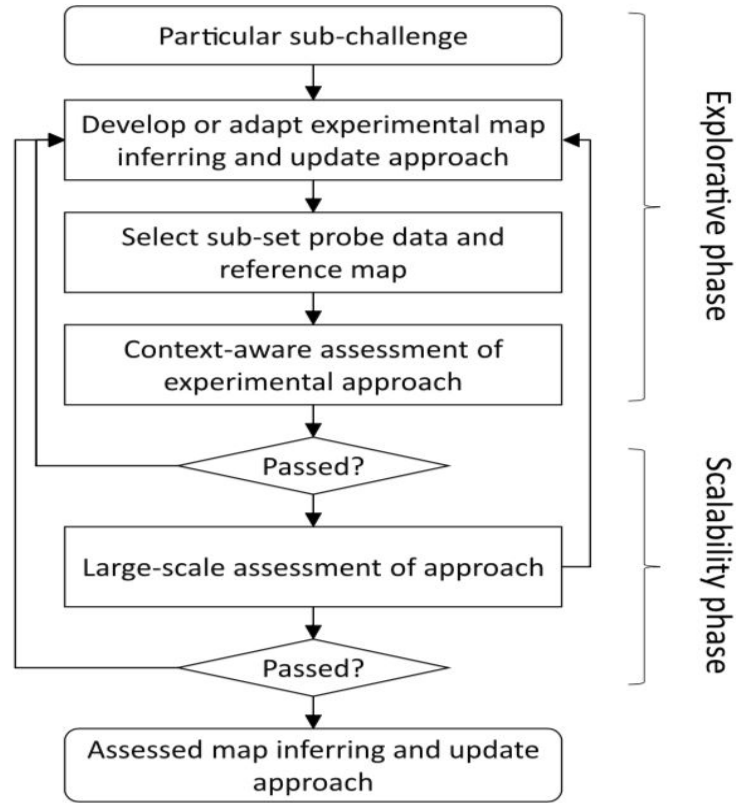 Particular sub-challenge
Develop or adapt experimental map
inferring and update approach
Select sub-set probe data and
reference map
Context-aware assessment of
experimental approach
Passed?
Large-scale assessment of approach
Passed?
Assessed map inferring and update
approach
Explorative phase
Scalability phase